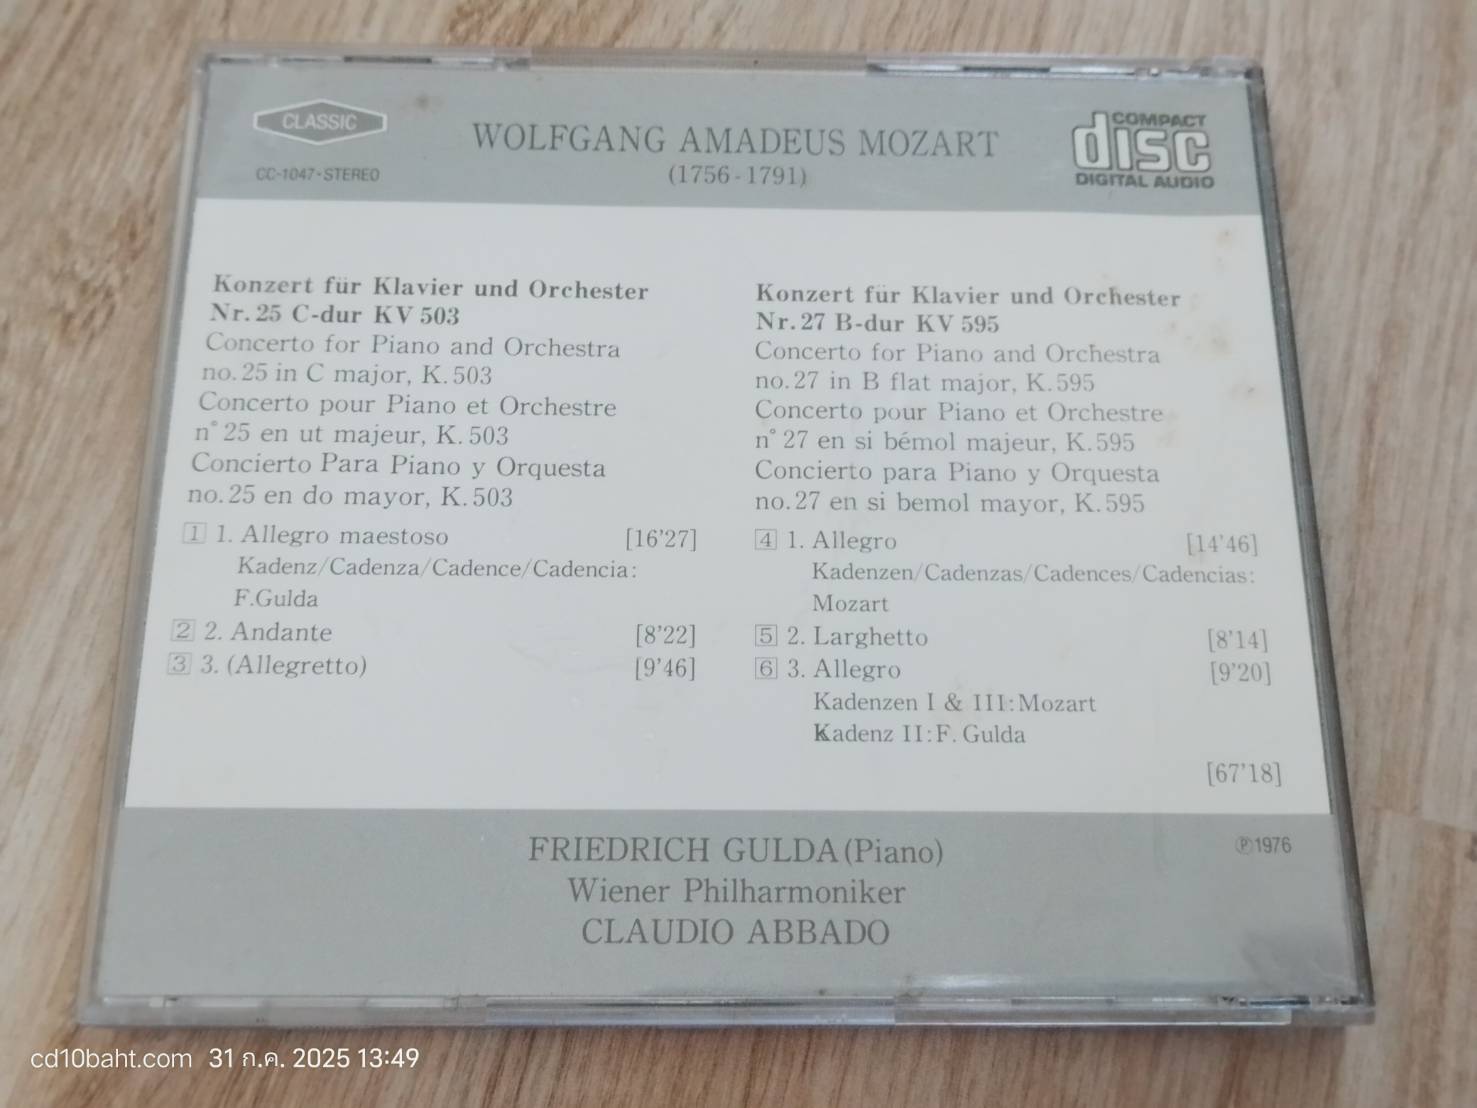 CLASSIC
CC-1047·STEREO
WOLFGANG AMADEUS MOZART
(1756-1791)
COMPACT
disc
DIGITAL AUDIO
Konzert für Klavier und Orchester
Nr. 25 C-dur KV 503
Concerto for Piano and Orchestra
no. 25 in C major, K. 503
Concerto pour Piano et Orchestre
n° 25 en ut majeur, K. 503
Concierto Para Piano y Orquesta
no. 25 en do mayor, K. 503
1 1. Allegro maestoso [16'27]
Kadenz/Cadenza/Cadence/Cadencia:
F.Gulda
2 2. Andante [8'22]
3 3. (Allegretto) [9'46]
Konzert für Klavier und Orchester
Nr. 27 B-dur KV 595
Concerto for Piano and Orchestra
no. 27 in B flat major, K. 595
Concerto pour Piano et Orchestre
n° 27 en si bémol majeur, K. 595
Concierto para Piano y Orquesta
no. 27 en si bemol mayor, K. 595
4 1. Allegro [14'46]
Kadenzen/Cadenzas/Cadences/Cadencias:
Mozart
5 2. Larghetto [8'14]
6 3. Allegro [9'20]
Kadenzen I & III: Mozart
Kadenz II: F. Gulda
[67'18]
FRIEDRICH GULDA (Piano)
Wiener Philharmoniker
CLAUDIO ABBADO
℗1976
cd10baht.com 31 ก.ค. 2025 13:49